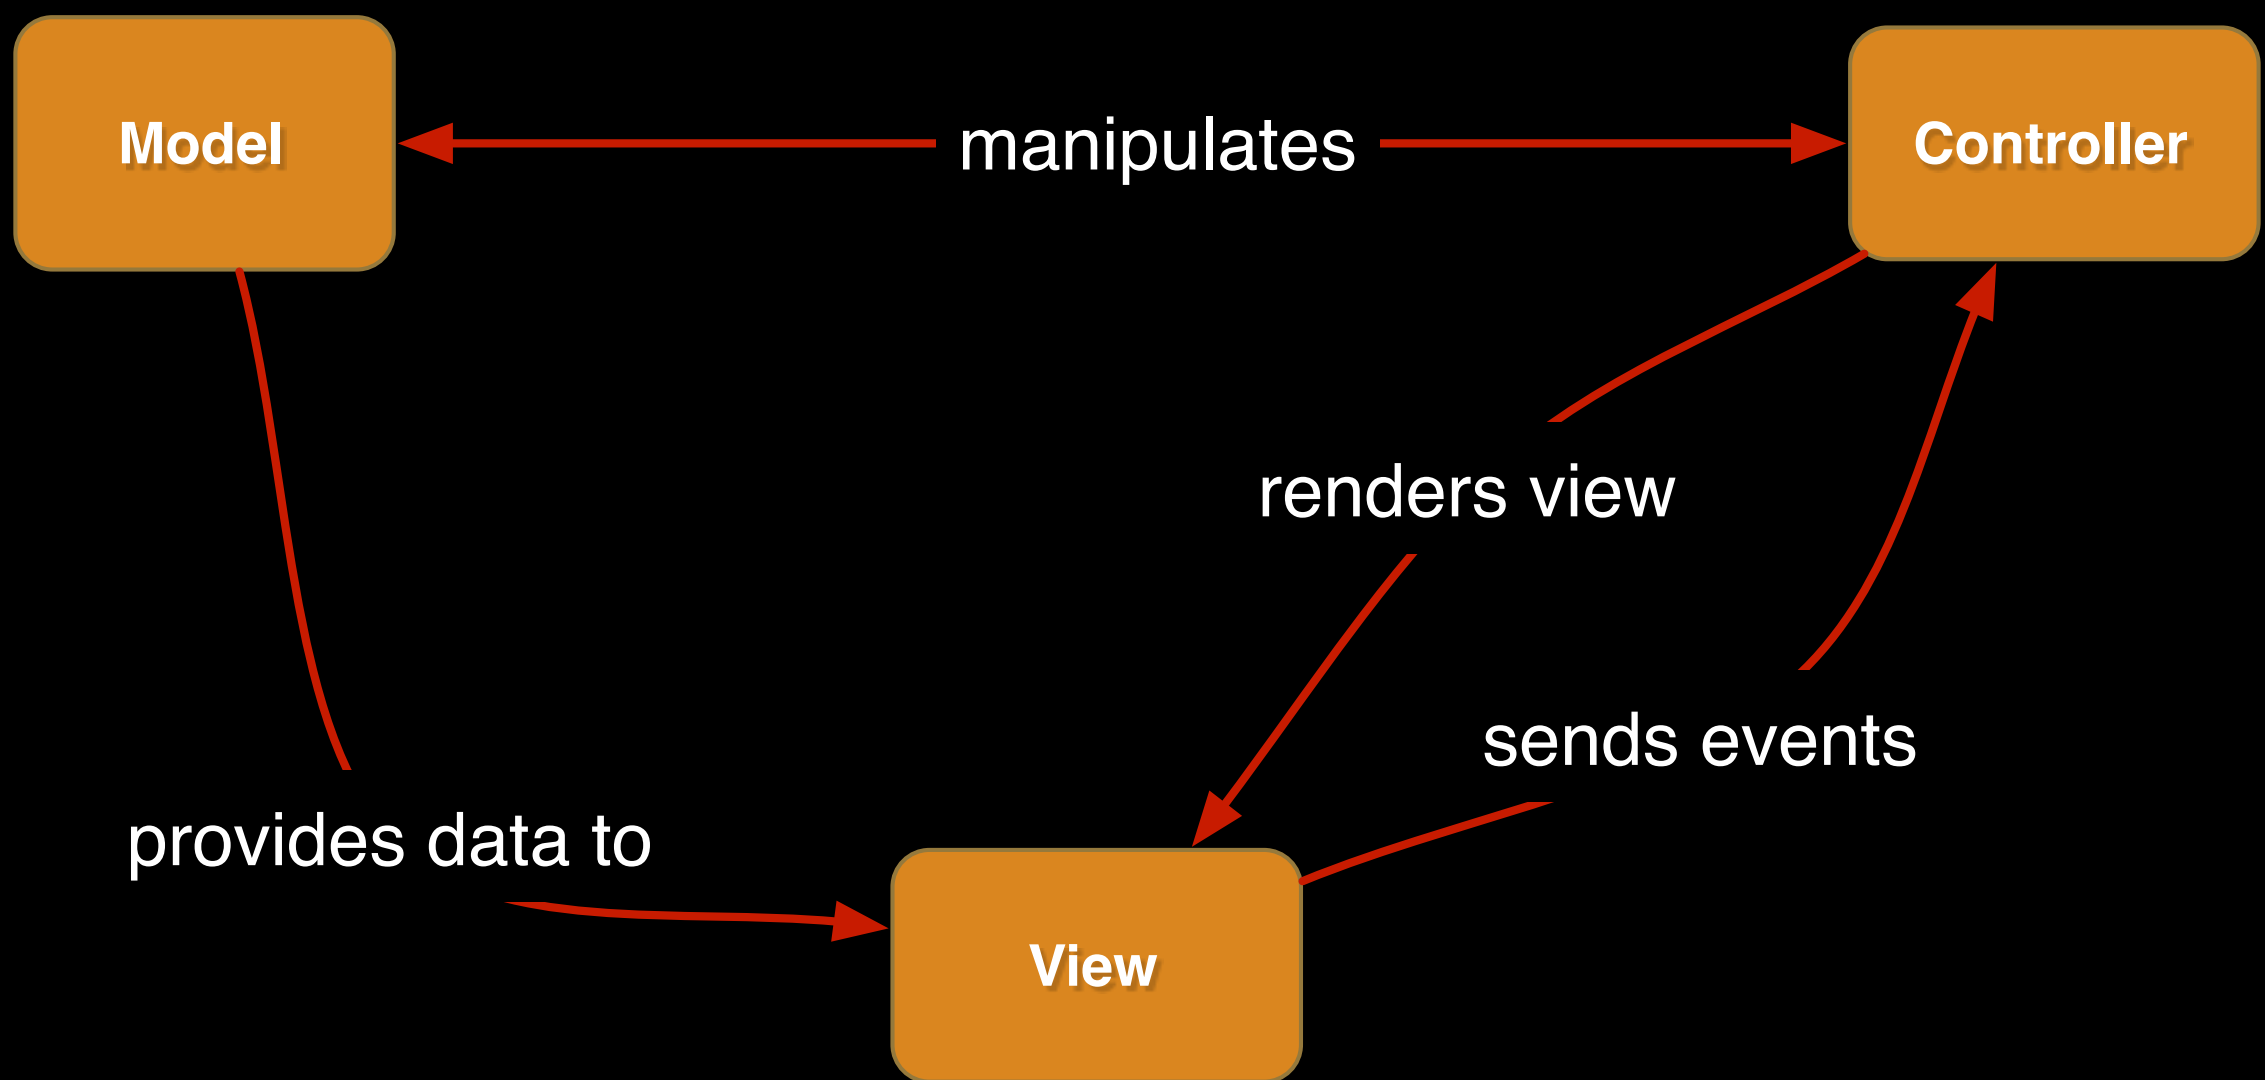 Model
manipulates
Controller
renders view
sends events
provides data to
View